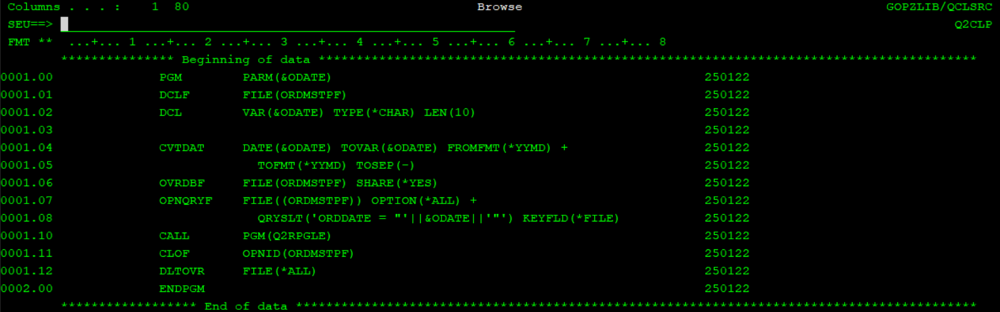 Columns . . . :    1  80                                      Browse                                                GOPZLIB/QCLSRC
SEU==>                                                                                                              Q2CLP
FMT **  ...+... 1 ...+... 2 ...+... 3 ...+... 4 ...+... 5 ...+... 6 ...+... 7 ...+... 8
*************** Beginning of data ***************************************************************************************
0001.00              PGM        PARM(&ODATE)                                                 250122
0001.01              DCLF       FILE(ORDMSTPF)                                               250122
0001.02              DCL        VAR(&ODATE) TYPE(*CHAR) LEN(10)                              250122
0001.03                                                                                      250122
0001.04              CVTDAT     DATE(&ODATE) TOVAR(&ODATE) FROMFMT(*YYMD) +                  250122
0001.05                           TOFMT(*YYMD) TOSEP(-)                                      250122
0001.06              OVRDBF     FILE(ORDMSTPF) SHARE(*YES)                                   250122
0001.07              OPNQRYF    FILE((ORDMSTPF)) OPTION(*ALL) +                              250122
0001.08                           QRYSLT('ORDDATE = "'||&ODATE||'"') KEYFLD(*FILE)           250122
0001.10              CALL       PGM(Q2RPGLE)                                                 250122
0001.11              CLOF       OPNID(ORDMSTPF)                                              250122
0001.12              DLTOVR     FILE(*ALL)                                                   250122
0002.00              ENDPGM                                                                  250122
****************** End of data ******************************************************************************************